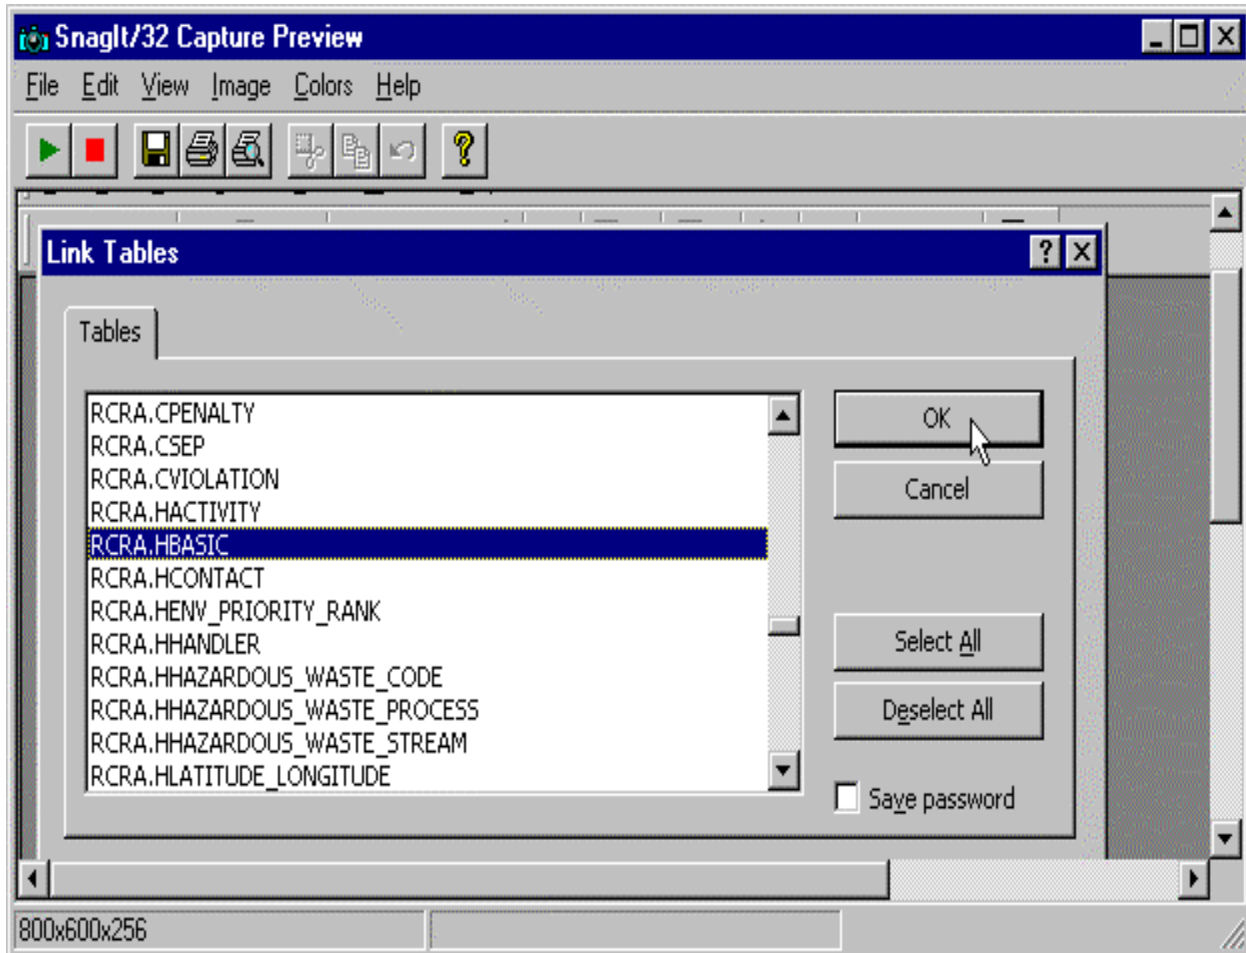 SnagIt/32 Capture Preview
File Edit View Image Colors Help
Link Tables
Tables
RCRA.CPENALTY
RCRA.CSEP
RCRA.CVIOLATION
RCRA.HACTIVITY
RCRA.HBASIC
RCRA.HCONTACT
RCRA.HENV_PRIORITY_RANK
RCRA.HHANDLER
RCRA.HHAZARDOUS_WASTE_CODE
RCRA.HHAZARDOUS_WASTE_PROCESS
RCRA.HHAZARDOUS_WASTE_STREAM
RCRA.HLATITUDE_LONGITUDE
OK
Cancel
Select All
Deselect All
Save password
800x600x256